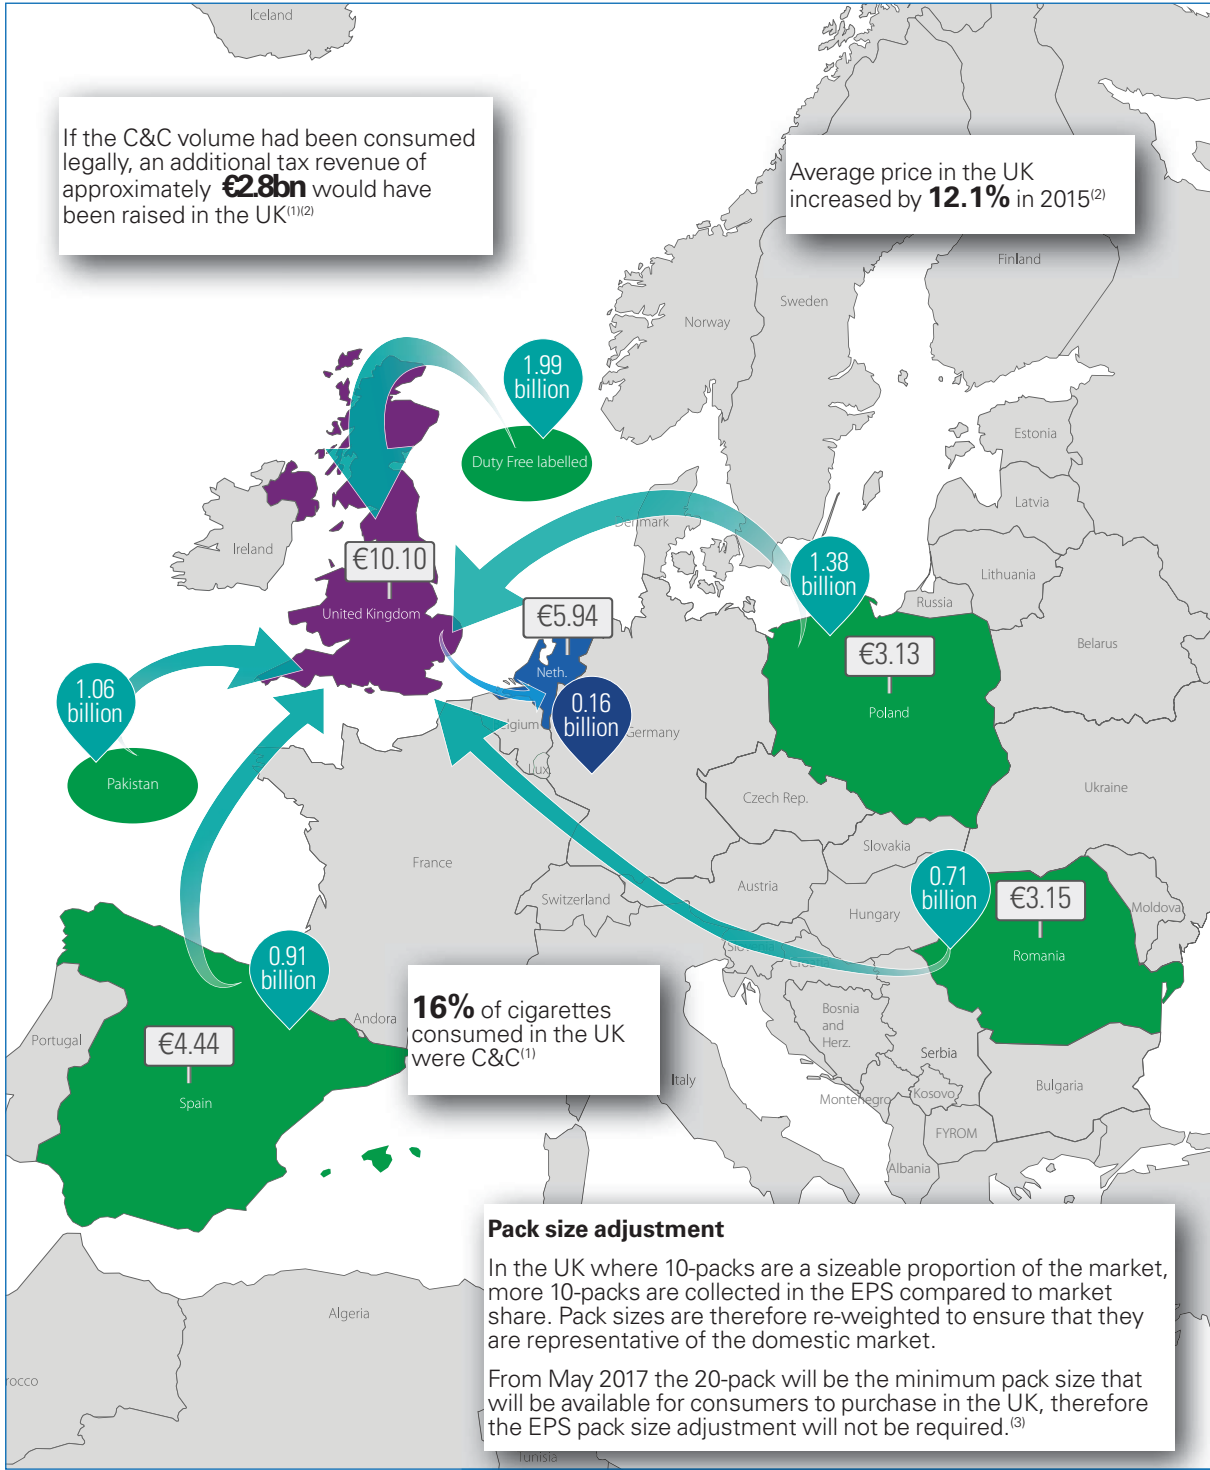 Iceland
If the C&C volume had been consumed
legally, an additional tax revenue of
approximately €2.8bn would have
been raised in the UK(1)(2)
Average price in the UK
increased by 12.1% in 2015(2)
Finland
Sweden
Norway
1.99
billion
Duty Free labelled
Estonia
Latvia
Denmark
Ireland
€10.10
United Kingdom
1.38
billion
Lithuania
Russia
€5.94
Neth.
€3.13
Poland
Belarus
1.06
billion
Pakistan
0.16
billion
Belgium
Germany
Lux.
Ukraine
Czech Rep.
Slovakia
France
Switzerland
Austria
Hungary
0.71
billion
€3.15
Romania
Moldova
Slovenia
Croatia
0.91
billion
Andora
Portugal
€4.44
Spain
16% of cigarettes
consumed in the UK
were C&C(1)
Bosnia
and
Herz.
Serbia
Italy
Montenegro
Kosovo
Bulgaria
FYROM
Albania
Pack size adjustment
In the UK where 10-packs are a sizeable proportion of the market,
more 10-packs are collected in the EPS compared to market
share. Pack sizes are therefore re-weighted to ensure that they
are representative of the domestic market.
From May 2017 the 20-pack will be the minimum pack size that
will be available for consumers to purchase in the UK, therefore
the EPS pack size adjustment will not be required.(3)
Algeria
rocco
Tunisia